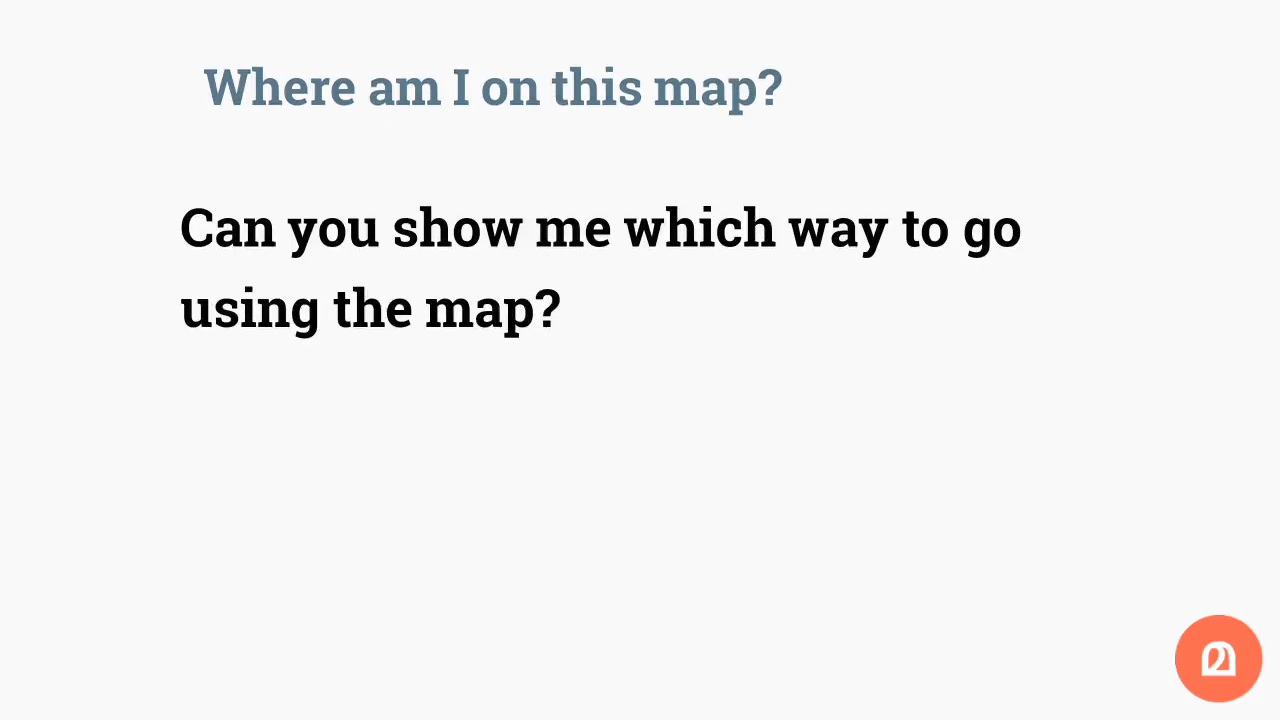 Where am I on this map?
Can you show me which way to go
using the map?
മ